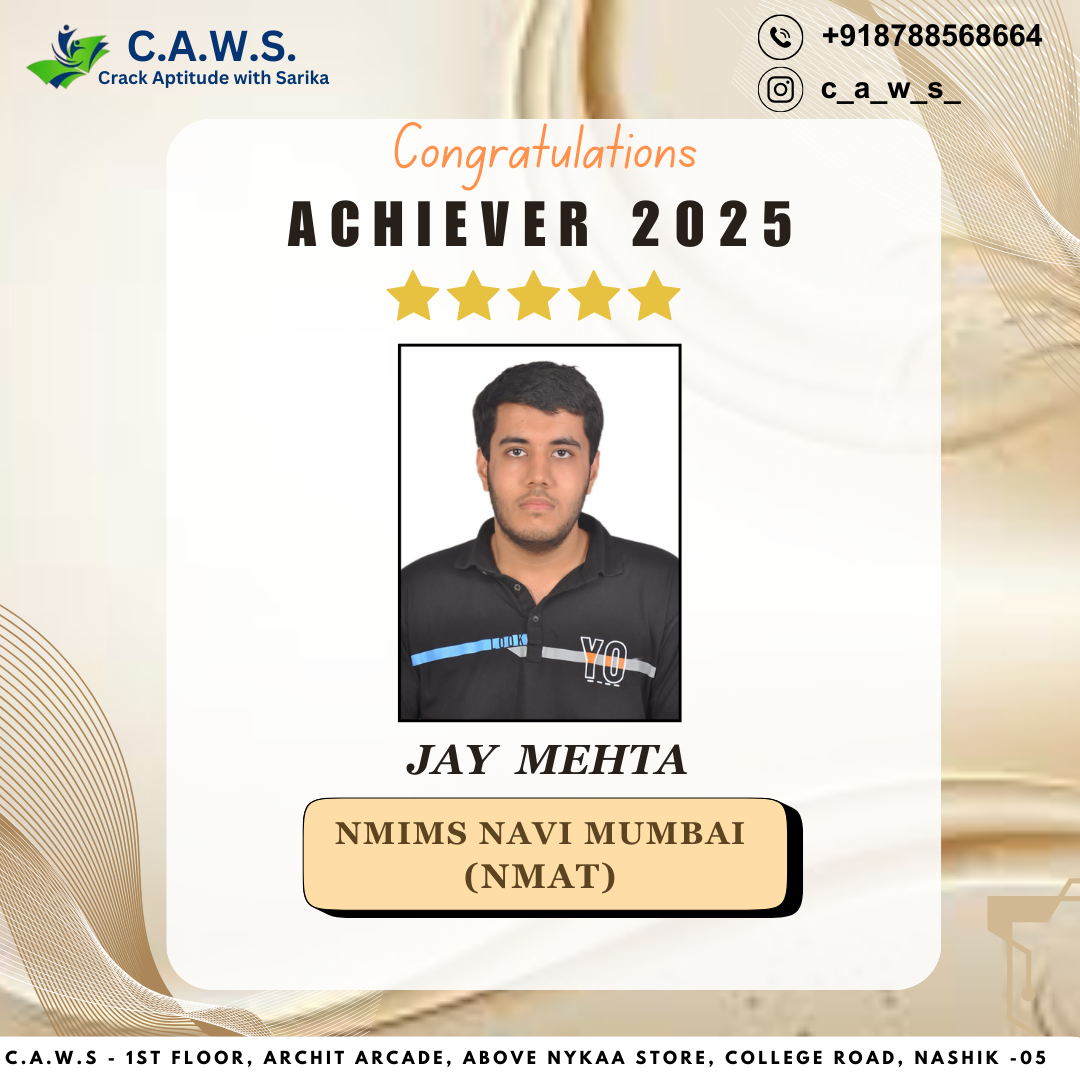 C.A.W.S.
Crack Aptitude with Sarika
+918788568664
c_a_w_s_
Congratulations
ACHIEVER 2025
LOOK
YO
JAY MEHTA
NMIMS NAVI MUMBAI
(NMAT)
C.A.W.S - 1ST FLOOR, ARCHIT ARCADE, ABOVE NYKAA STORE, COLLEGE ROAD, NASHIK -05